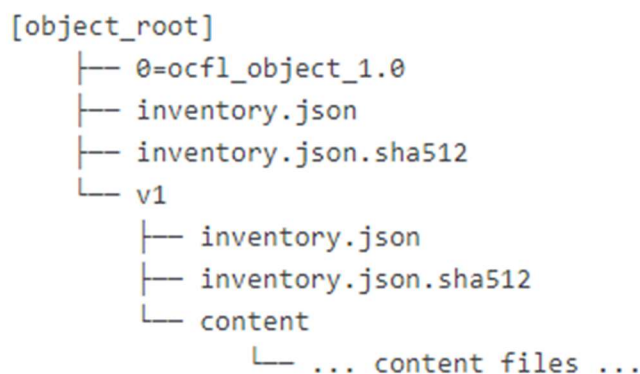 [object_root]
├── 0=ocfl_object_1.0
├── inventory.json
├── inventory.json.sha512
└── v1
├── inventory.json
├── inventory.json.sha512
└── content
└── ... content files ...